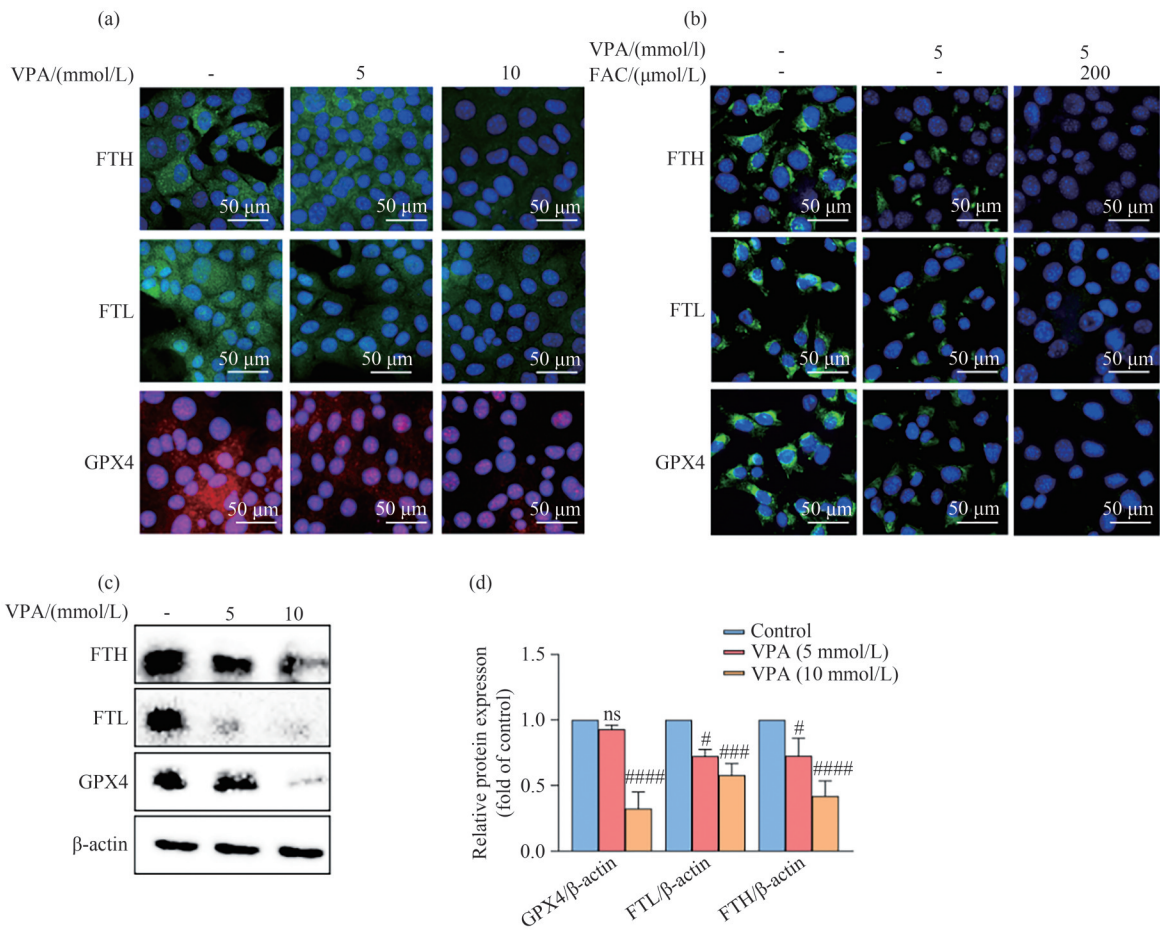 (a)
VPA/(mmol/L) - 5 10
FTH
50 μm 50 μm 50 μm
FTL
50 μm 50 μm 50 μm
GPX4
50 μm 50 μm 50 μm
(b)
VPA/(mmol/l) - 5 5
FAC/(μmol/L) - - 200
FTH
50 μm 50 μm 50 μm
FTL
50 μm 50 μm 50 μm
GPX4
50 μm 50 μm 50 μm
(c)
VPA/(mmol/L) - 5 10
FTH
FTL
GPX4
β-actin
(d)
Control
VPA (5 mmol/L)
VPA (10 mmol/L)
Relative protein expresson
(fold of control)
1.5
1.0
0.5
0.0
ns #### # ### # ####
GPX4/β-actin
FTL/β-actin
FTH/β-actin